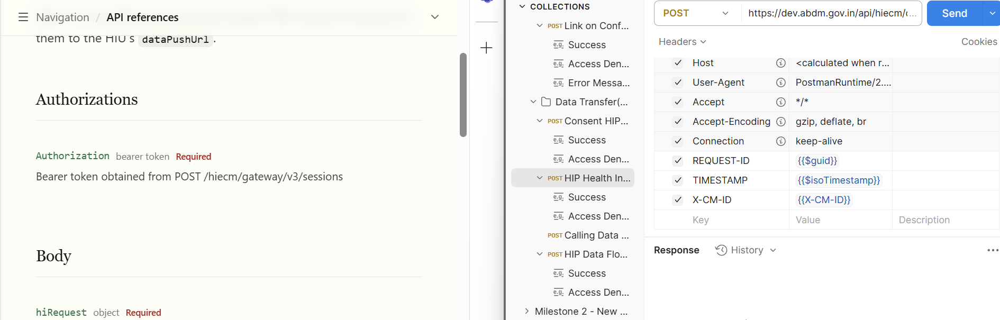 Navigation / API references
them to the HIU's dataPushUrl.
Authorizations
Authorization bearer token Required
Bearer token obtained from POST /hiecm/gateway/v3/sessions
Body
hiRequest object Required
COLLECTIONS
POST Link on Conf...
e.g. Success
e.g. Access Den...
e.g. Error Messa...
Data Transfer(...
POST Consent HIP...
e.g. Success
e.g. Access Den...
POST HIP Health In...
e.g. Success
e.g. Access Den...
POST Calling Data ...
POST HIP Data Flo...
e.g. Success
e.g. Access Den...
Milestone 2 - New ...
POST https://dev.abdm.gov.in/api/hiecm/... Send
Headers Cookies
Host <calculated when r...
User-Agent PostmanRuntime/2....
Accept */*
Accept-Encoding gzip, deflate, br
Connection keep-alive
REQUEST-ID {{$guid}}
TIMESTAMP {{$isoTimestamp}}
X-CM-ID {{X-CM-ID}}
Key Value Description
Response History